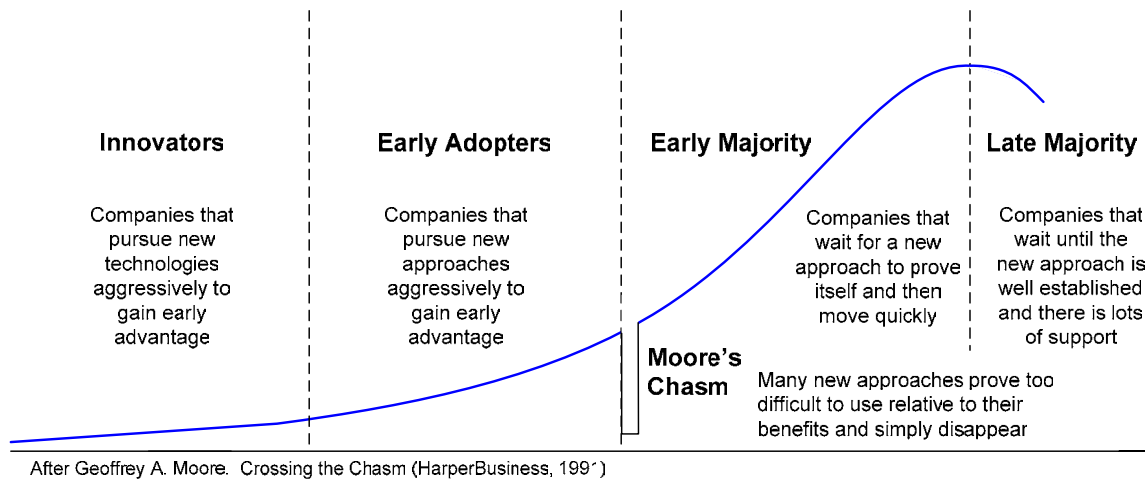 Innovators
Companies that
pursue new
technologies
aggressively to
gain early
advantage
Early Adopters
Companies that
pursue new
approaches
aggressively to
gain early
advantage
Early Majority
Companies that
wait for a new
approach to prove
itself and then
move quickly
Late Majority
Companies that
wait until the
new approach is
well established
and there is lots
of support
Moore's
Chasm
Many new approaches prove too
difficult to use relative to their
benefits and simply disappear
After Geoffrey A. Moore. Crossing the Chasm (HarperBusiness, 1991)